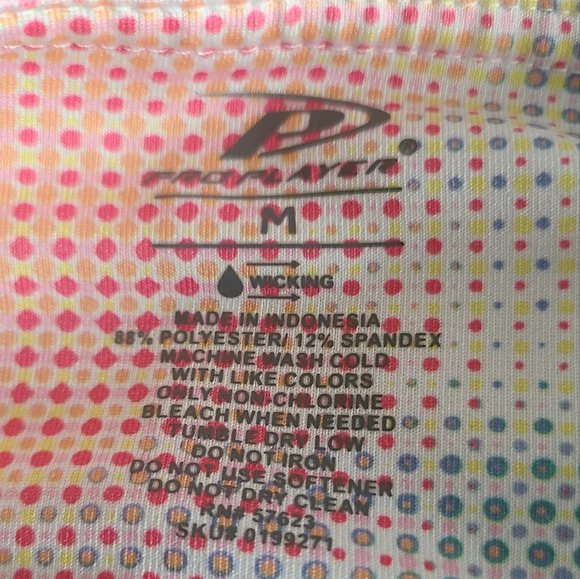 P
PRO PLAYER®
M
WICKING
MADE IN INDONESIA
88% POLYESTER/ 12% SPANDEX
MACHINE WASH COLD
WITH LIKE COLORS
ONLY NON-CHLORINE
BLEACH WHEN NEEDED
TUMBLE DRY LOW
DO NOT IRON
DO NOT USE SOFTENER
DO NOT DRY CLEAN
RN# 57623
SKU# 0199271